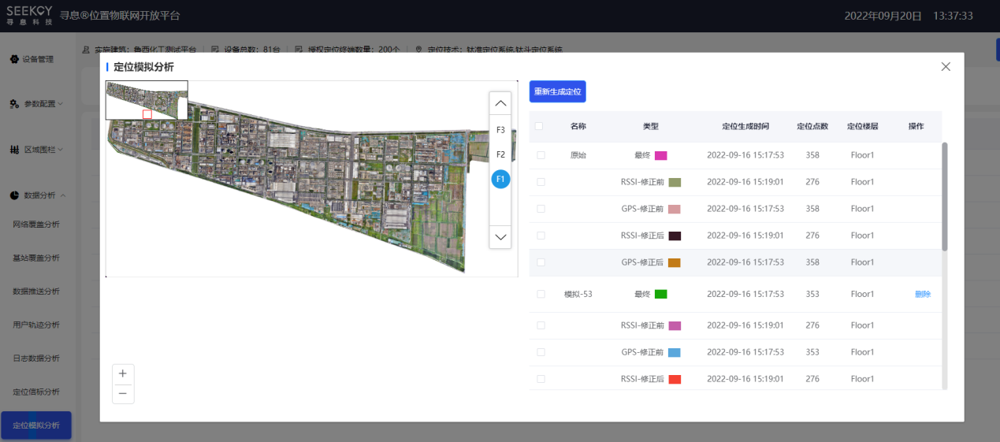 SEEKCY 寻息®位置物联网开放平台 2022年09月20日 13:37:33
寻息科技
设备管理
参数配置
区域围栏
数据分析
网络覆盖分析
基站覆盖分析
数据推送分析
用户轨迹分析
日志数据分析
定位信标分析
定位模拟分析
实施建筑：鲁西化工测试平台 设备总数：81台 授权定位终端数量：200个 定位技术：钛准定位系统,钛斗定位系统
定位模拟分析
F3
F2
F1
重新生成定位
名称 类型 定位生成时间 定位点数 定位楼层 操作
原始 最终 2022-09-16 15:17:53 358 Floor1
RSSI-修正前 2022-09-16 15:19:01 276 Floor1
GPS-修正前 2022-09-16 15:17:53 358 Floor1
RSSI-修正后 2022-09-16 15:19:01 276 Floor1
GPS-修正后 2022-09-16 15:17:53 358 Floor1
模拟-53 最终 2022-09-16 15:17:53 353 Floor1 删除
RSSI-修正前 2022-09-16 15:19:01 276 Floor1
GPS-修正前 2022-09-16 15:17:53 353 Floor1
RSSI-修正后 2022-09-16 15:19:01 276 Floor1